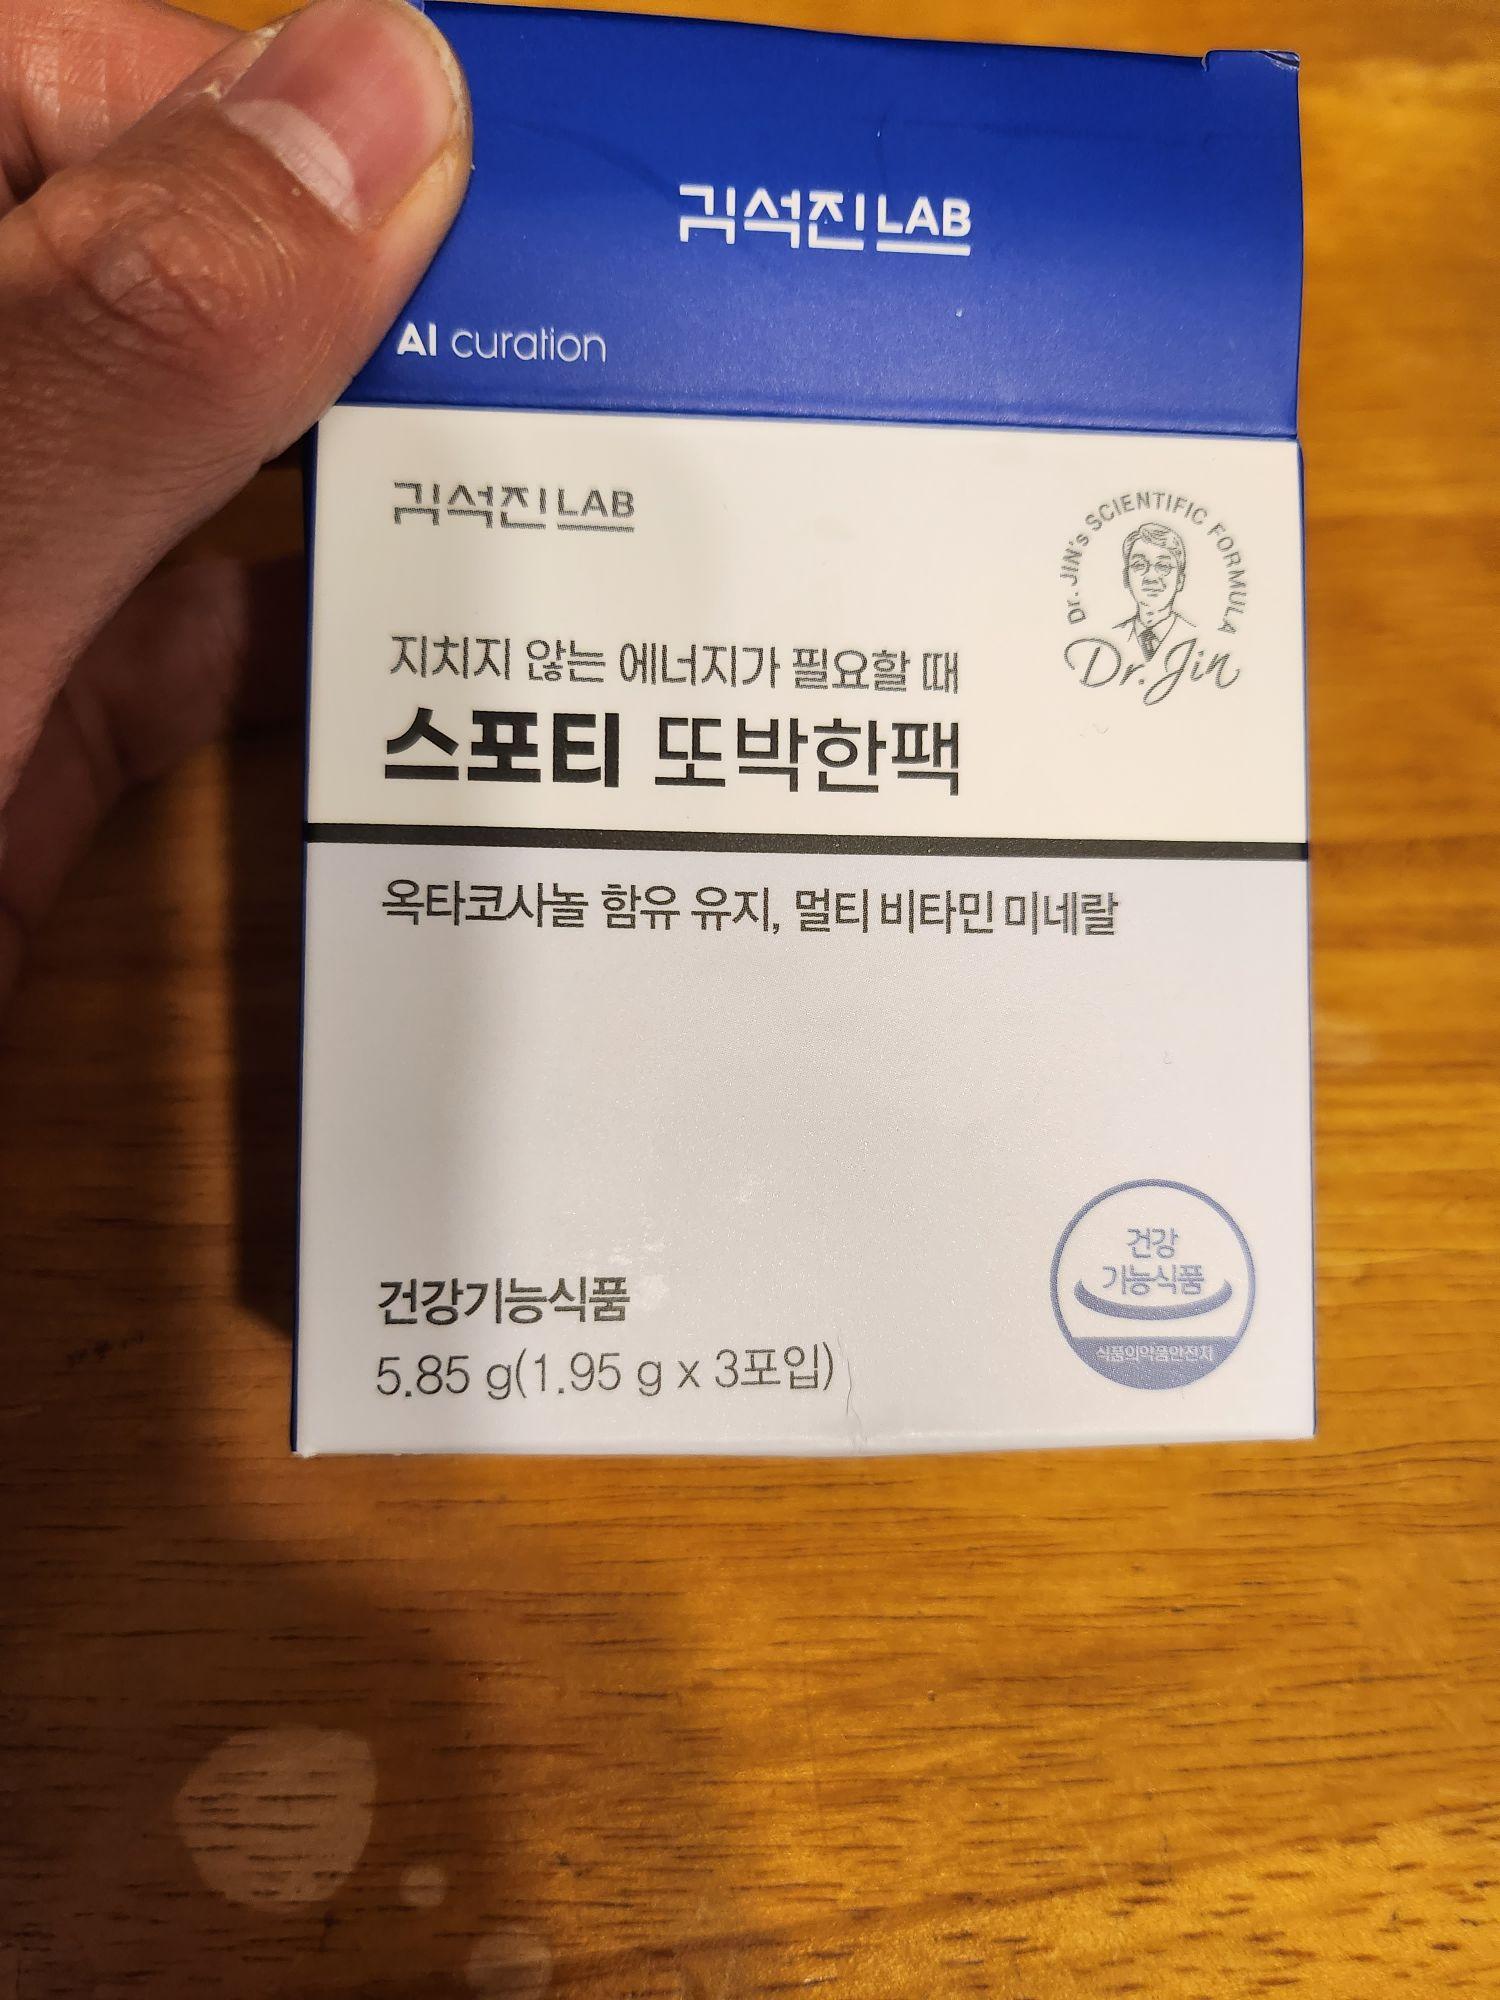 김석진LAB
AI curation
김석진LAB
Dr. JIN's SCIENTIFIC FORMULA
Dr. Jin
지치지 않는 에너지가 필요할 때
스포티 또박한팩
옥타코사놀 함유 유지, 멀티 비타민 미네랄
건강
기능식품
식품의약품안전처
건강기능식품
5.85 g(1.95 g x 3포입)